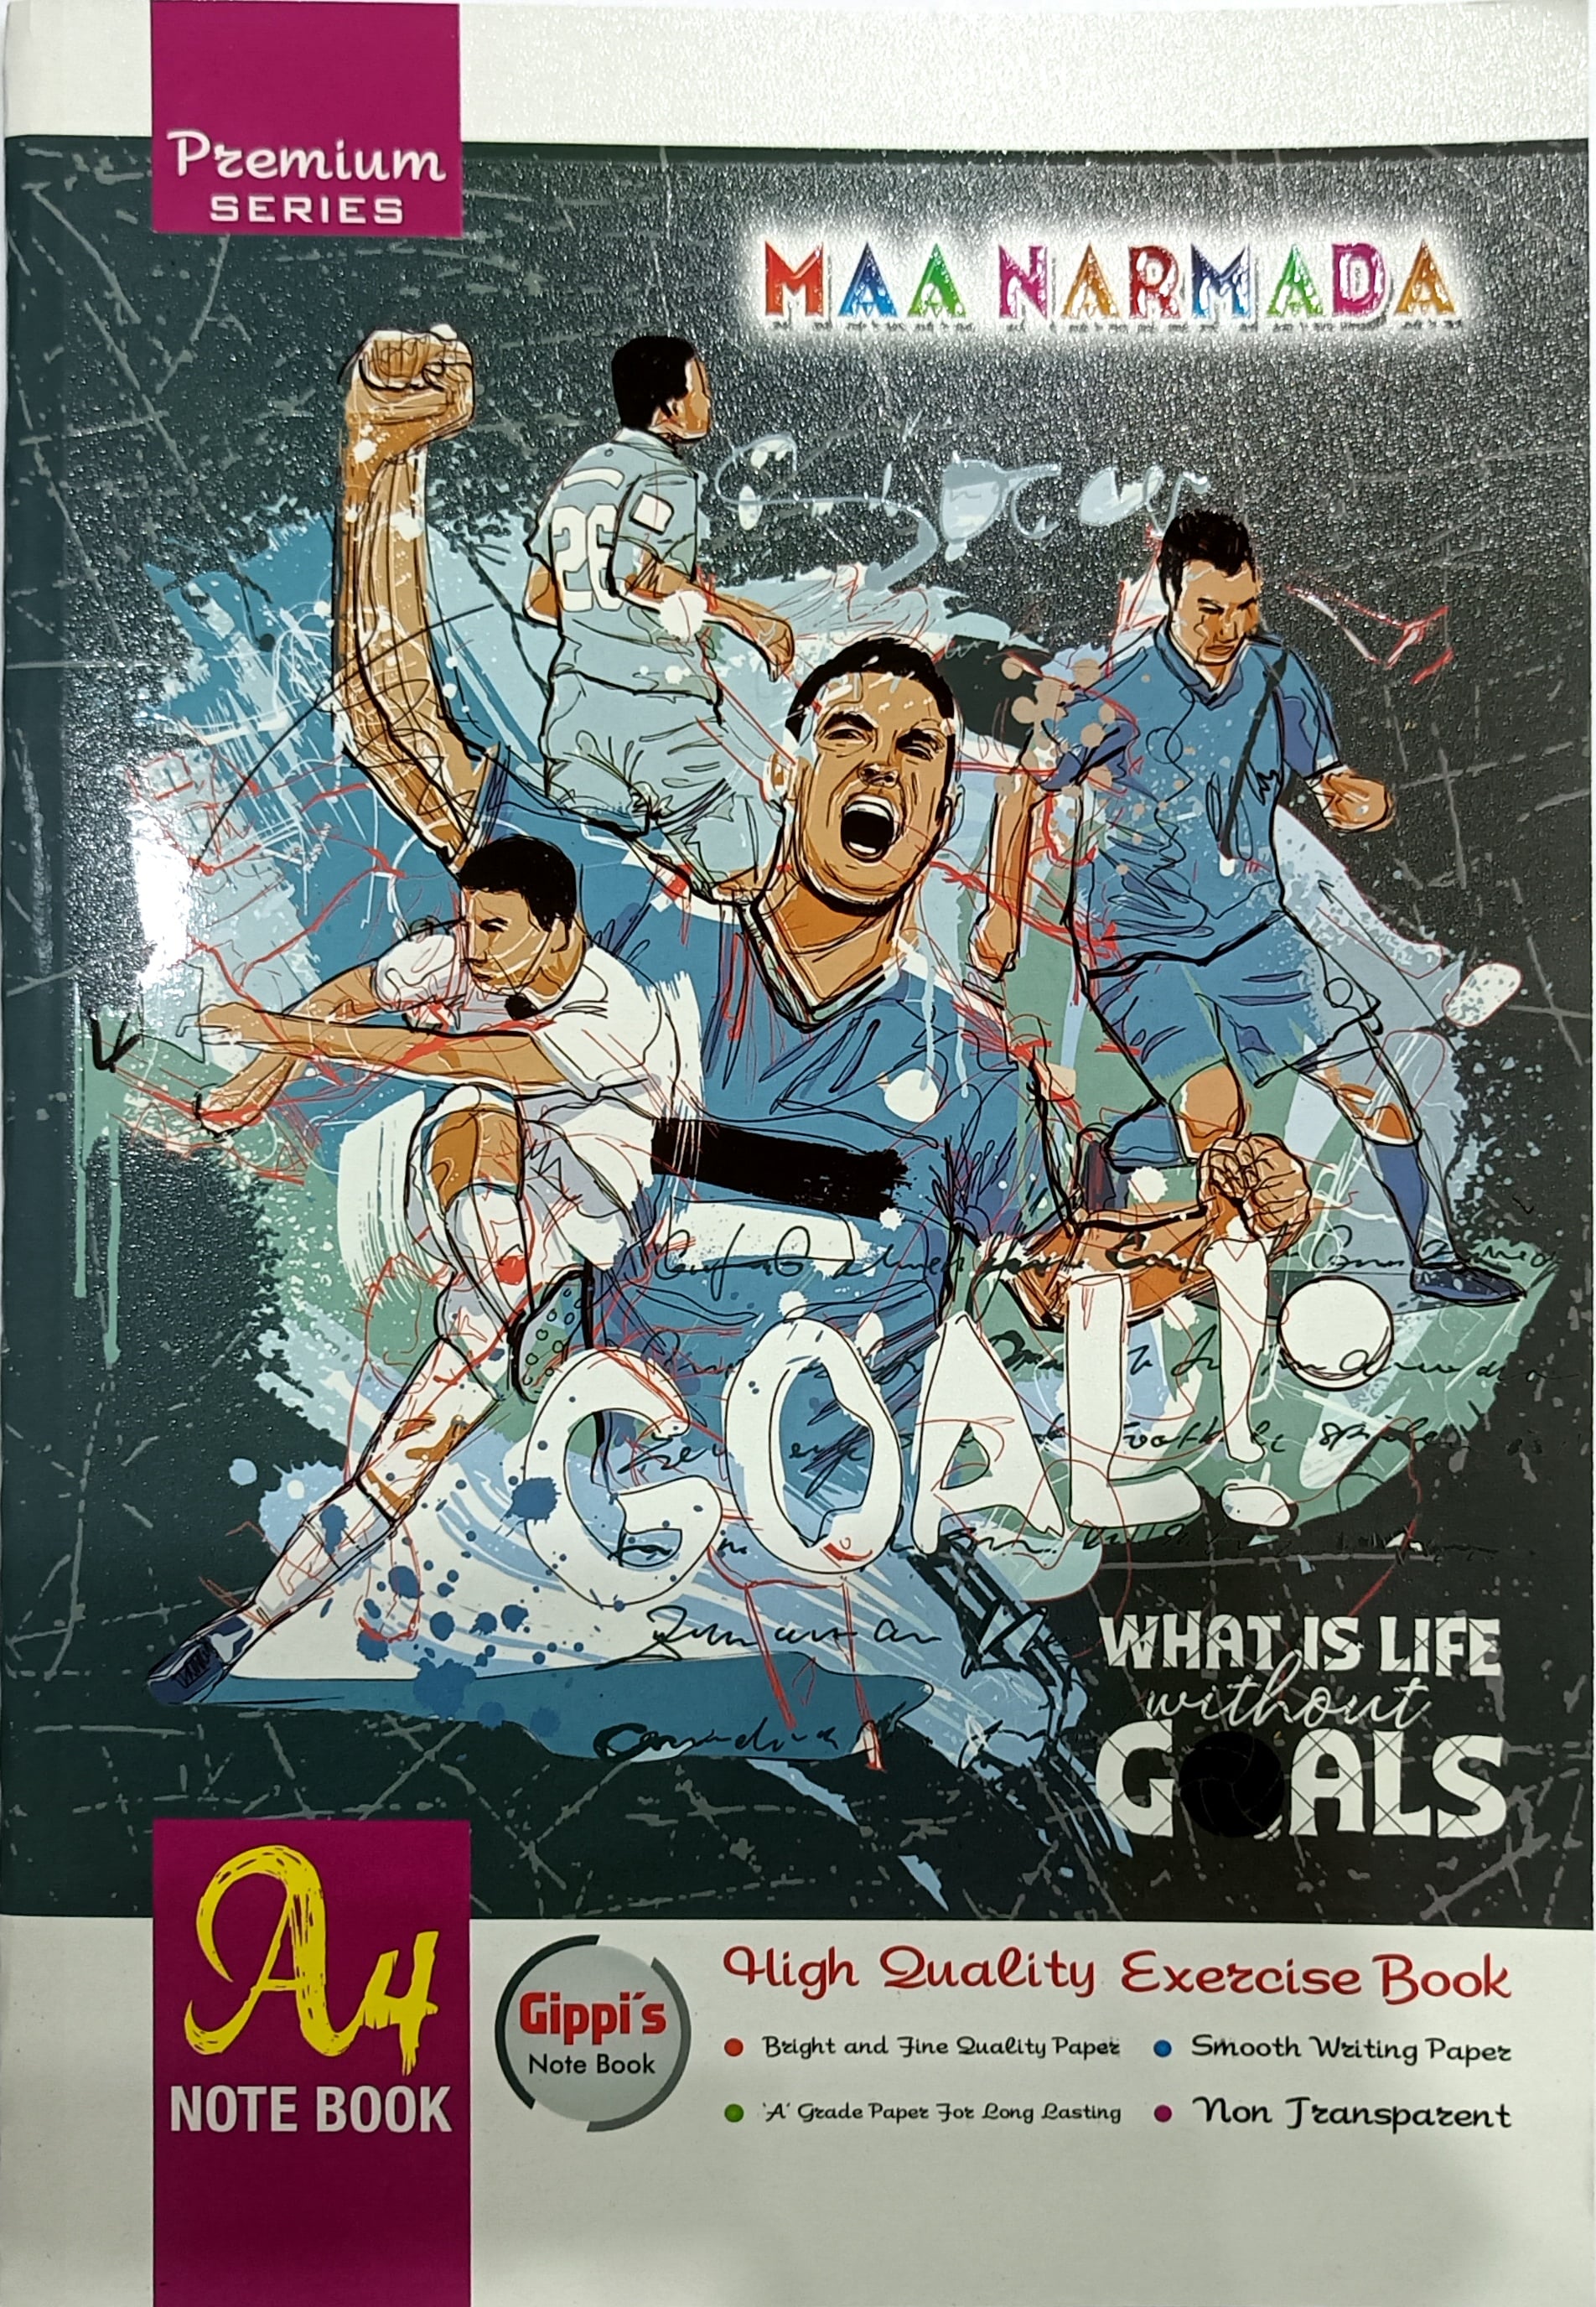 Premium
SERIES
MAA NARMADA
Soccer
26
GOAL!
WHAT IS LIFE
without
GOALS
A4
NOTE BOOK
Gippi's
Note Book
High Quality Exercise Book
Bright and Fine Quality Paper
Smooth Writing Paper
'A' Grade Paper For Long Lasting
Non Transparent